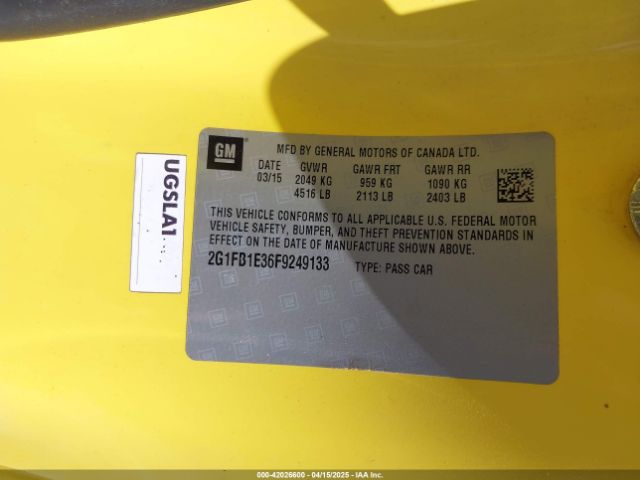 GM
MFD BY GENERAL MOTORS OF CANADA LTD.
DATE GVWR GAWR FRT GAWR RR
03/15 2049 KG 959 KG 1090 KG
4516 LB 2113 LB 2403 LB
THIS VEHICLE CONFORMS TO ALL APPLICABLE U.S. FEDERAL MOTOR
VEHICLE SAFETY, BUMPER, AND THEFT PREVENTION STANDARDS IN
EFFECT ON THE DATE OF MANUFACTURE SHOWN ABOVE.
2G1FB1E36F9249133 TYPE: PASS CAR
UGSLA1
000-42026600 - 04/15/2025 - IAA Inc.